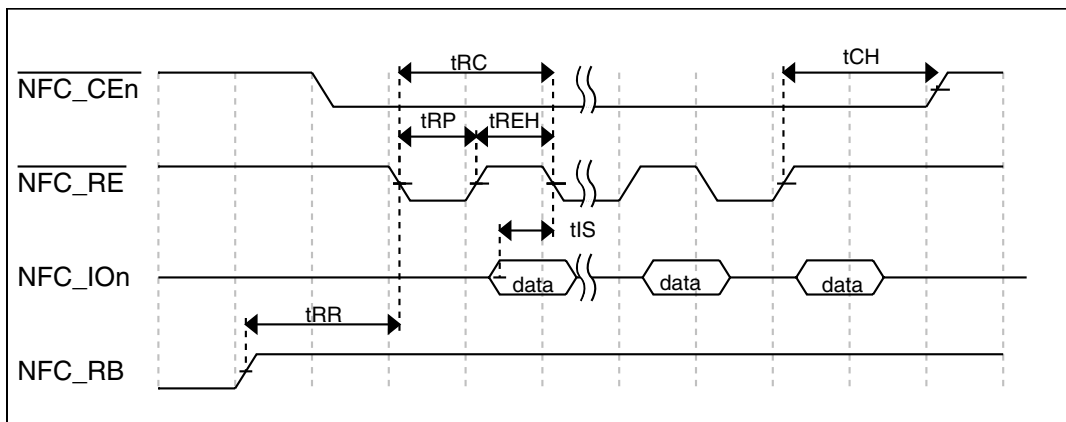 tRC
tCH
NFC_CEn
tRP
tREH
NFC_RE
tIS
NFC_IOn
data
data
data
tRR
NFC_RB